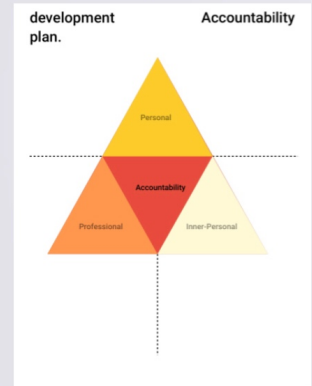 development
plan.
Accountability
Personal
Accountability
Professional
Inner-Personal